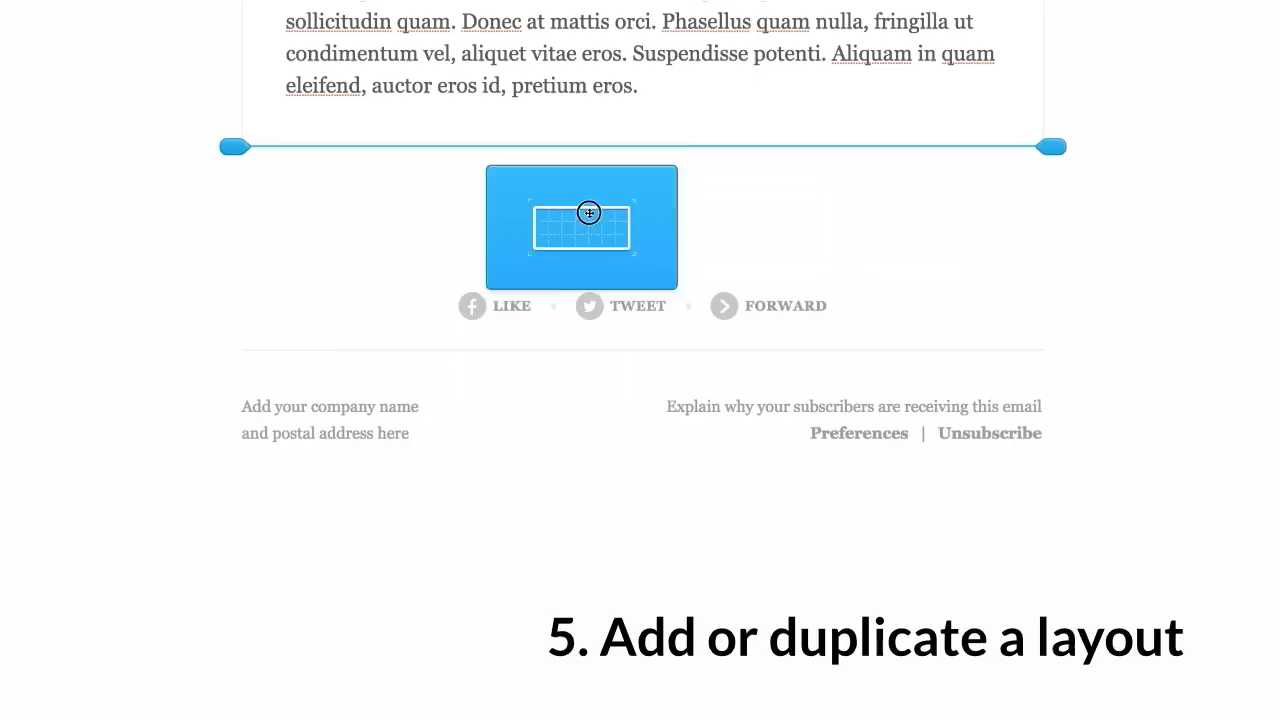 sollicitudin quam. Donec at mattis orci. Phasellus quam nulla, fringilla ut
condimentum vel, aliquet vitae eros. Suspendisse potenti. Aliquam in quam
eleifend, auctor eros id, pretium eros.
LIKE TWEET FORWARD
Add your company name
and postal address here
Explain why your subscribers are receiving this email
Preferences | Unsubscribe
5. Add or duplicate a layout